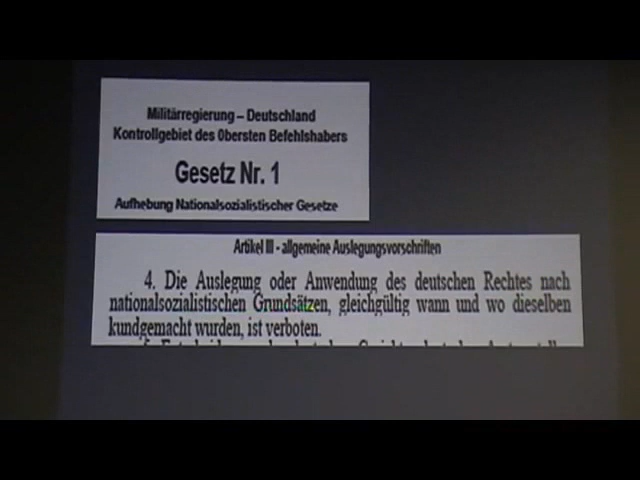 Militärregierung – Deutschland
Kontrollgebiet des Obersten Befehlshabers
Gesetz Nr. 1
Aufhebung Nationalsozialistischer Gesetze
Artikel III - allgemeine Auslegungsvorschriften
4. Die Auslegung oder Anwendung des deutschen Rechtes nach
nationalsozialistischen Grundsätzen, gleichgültig wann und wo dieselben
kundgemacht wurden, ist verboten.